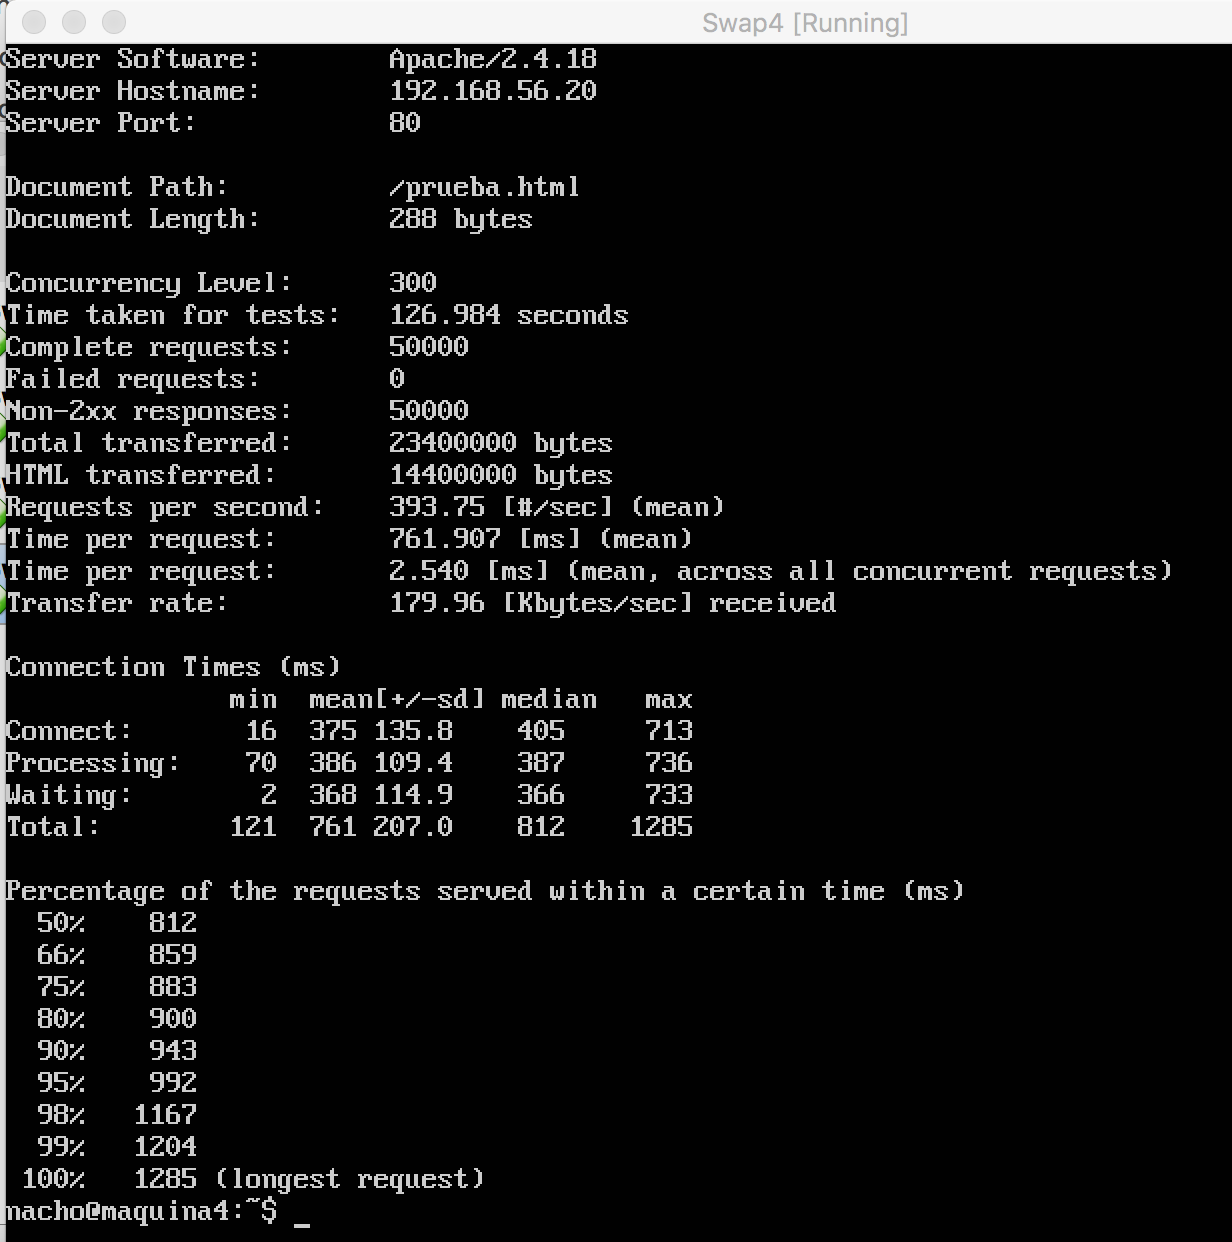 Swap4 [Running]
Server Software:        Apache/2.4.18
Server Hostname:        192.168.56.20
Server Port:            80

Document Path:          /prueba.html
Document Length:        288 bytes

Concurrency Level:      300
Time taken for tests:   126.984 seconds
Complete requests:      50000
Failed requests:        0
Non-2xx responses:      50000
Total transferred:      23400000 bytes
HTML transferred:       14400000 bytes
Requests per second:    393.75 [#/sec] (mean)
Time per request:       761.907 [ms] (mean)
Time per request:       2.540 [ms] (mean, across all concurrent requests)
Transfer rate:          179.96 [Kbytes/sec] received

Connection Times (ms)
              min  mean[+/-sd] median   max
Connect:       16  375 135.8    405     713
Processing:    70  386 109.4    387     736
Waiting:        2  368 114.9    366     733
Total:        121  761 207.0    812    1285

Percentage of the requests served within a certain time (ms)
  50%    812
  66%    859
  75%    883
  80%    900
  90%    943
  95%    992
  98%   1167
  99%   1204
 100%   1285 (longest request)
nacho@maquina4:~$ _